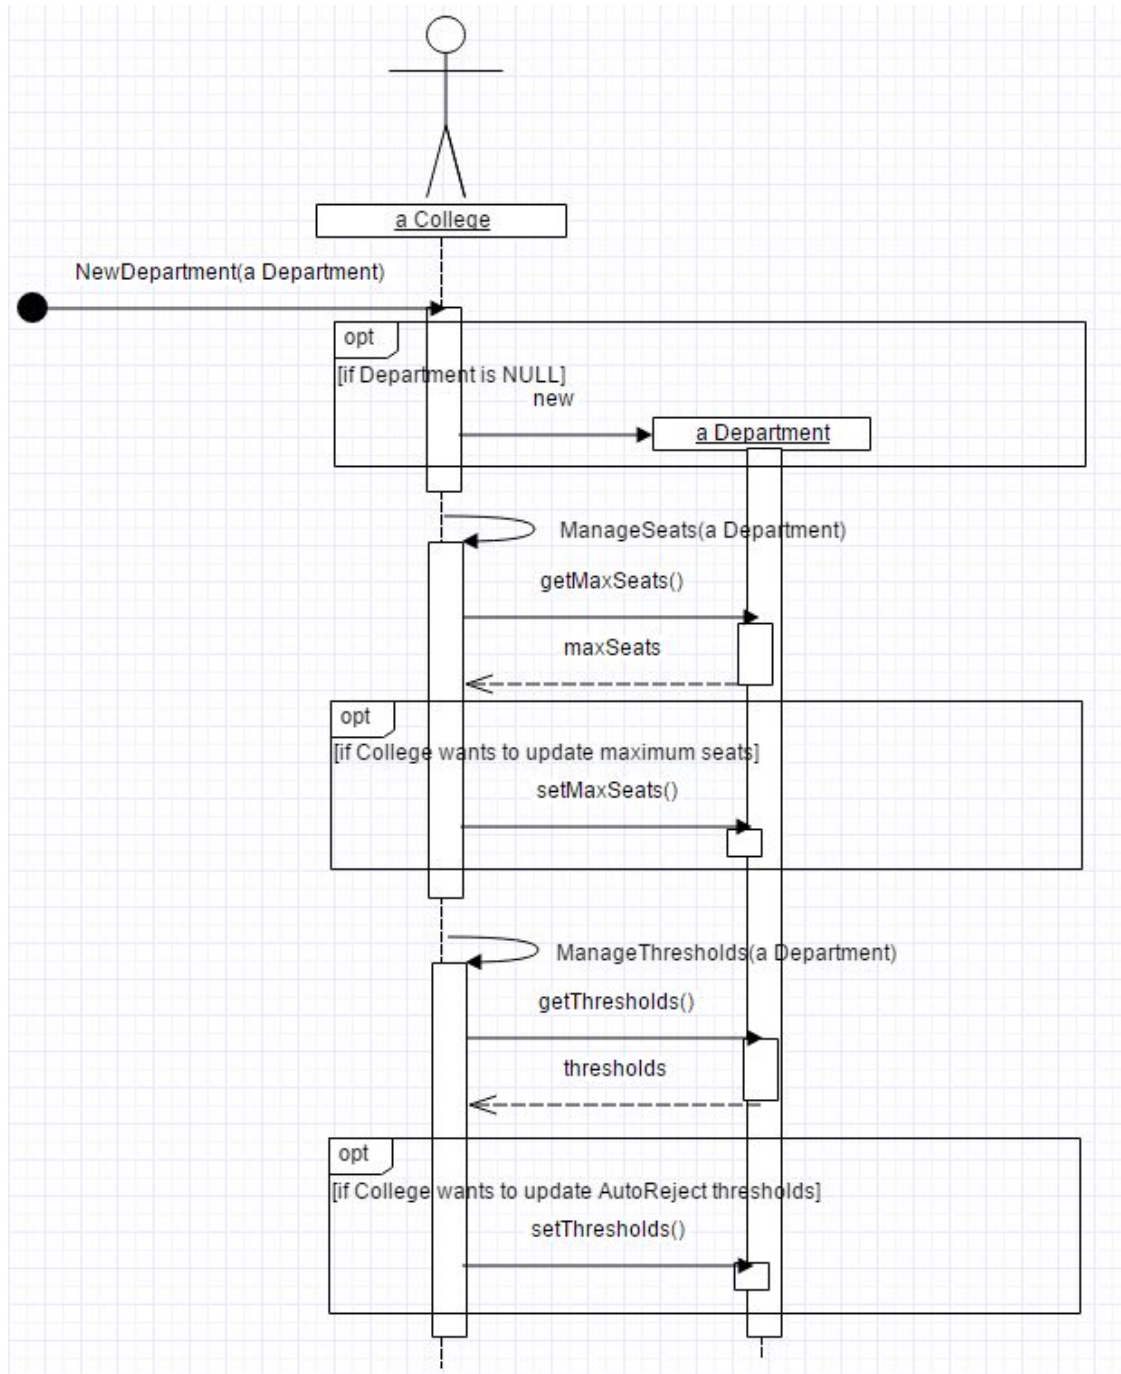 a College
NewDepartment(a Department)
opt
[if Department is NULL]
new
a Department
ManageSeats(a Department)
getMaxSeats()
maxSeats
opt
[if College wants to update maximum seats]
setMaxSeats()
ManageThresholds(a Department)
getThresholds()
thresholds
opt
[if College wants to update AutoReject thresholds]
setThresholds()